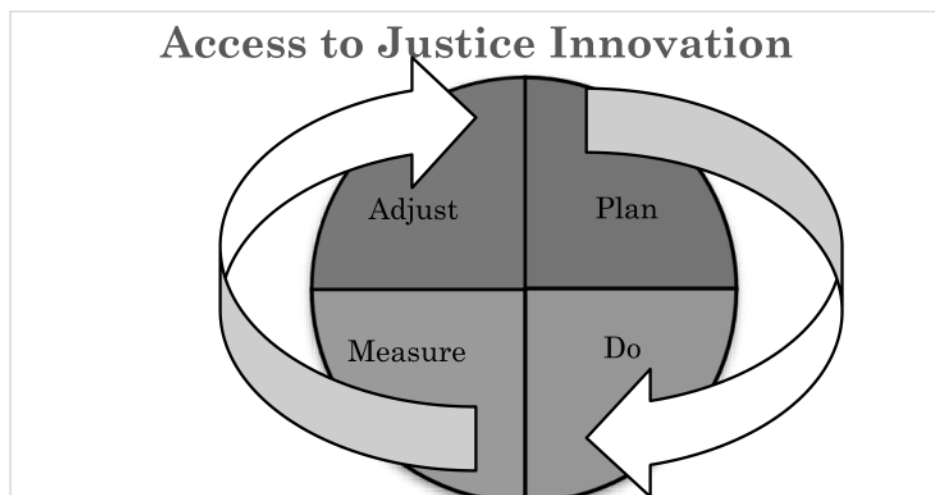 Access to Justice Innovation
Adjust
Plan
Measure
Do